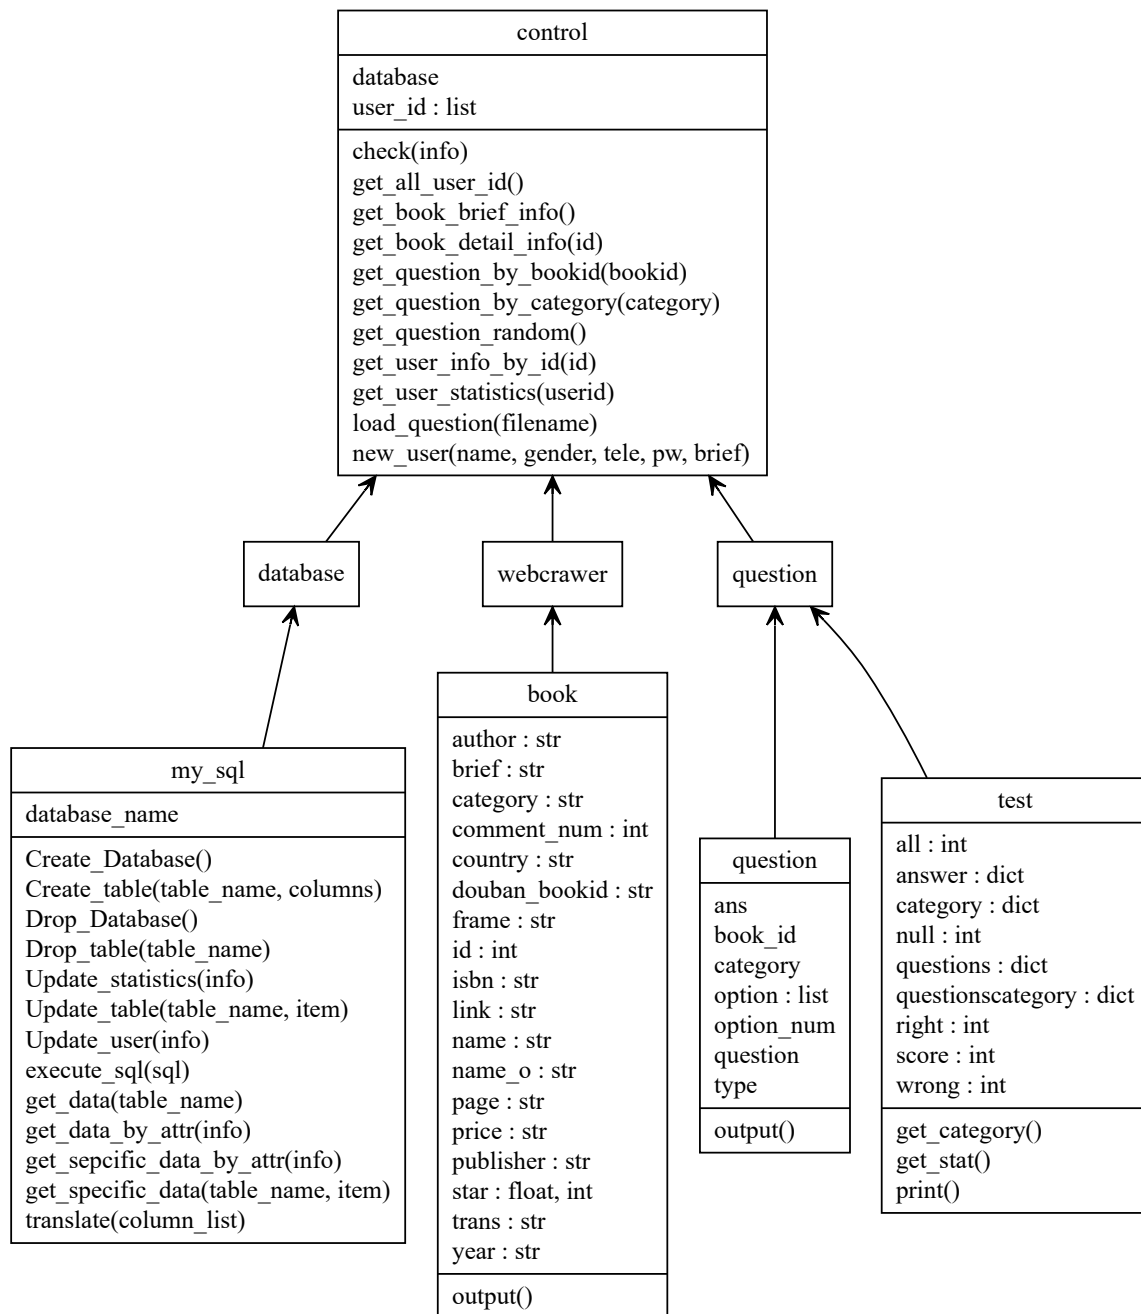 control
database
user_id : list
check(info)
get_all_user_id()
get_book_brief_info()
get_book_detail_info(id)
get_question_by_bookid(bookid)
get_question_by_category(category)
get_question_random()
get_user_info_by_id(id)
get_user_statistics(userid)
load_question(filename)
new_user(name, gender, tele, pw, brief)
database
webcrawer
question
my_sql
database_name
Create_Database()
Create_table(table_name, columns)
Drop_Database()
Drop_table(table_name)
Update_statistics(info)
Update_table(table_name, item)
Update_user(info)
execute_sql(sql)
get_data(table_name)
get_data_by_attr(info)
get_sepcific_data_by_attr(info)
get_specific_data(table_name, item)
translate(column_list)
book
author : str
brief : str
category : str
comment_num : int
country : str
douban_bookid : str
frame : str
id : int
isbn : str
link : str
name : str
name_o : str
page : str
price : str
publisher : str
star : float, int
trans : str
year : str
output()
question
ans
book_id
category
option : list
option_num
question
type
output()
test
all : int
answer : dict
category : dict
null : int
questions : dict
questionscategory : dict
right : int
score : int
wrong : int
get_category()
get_stat()
print()